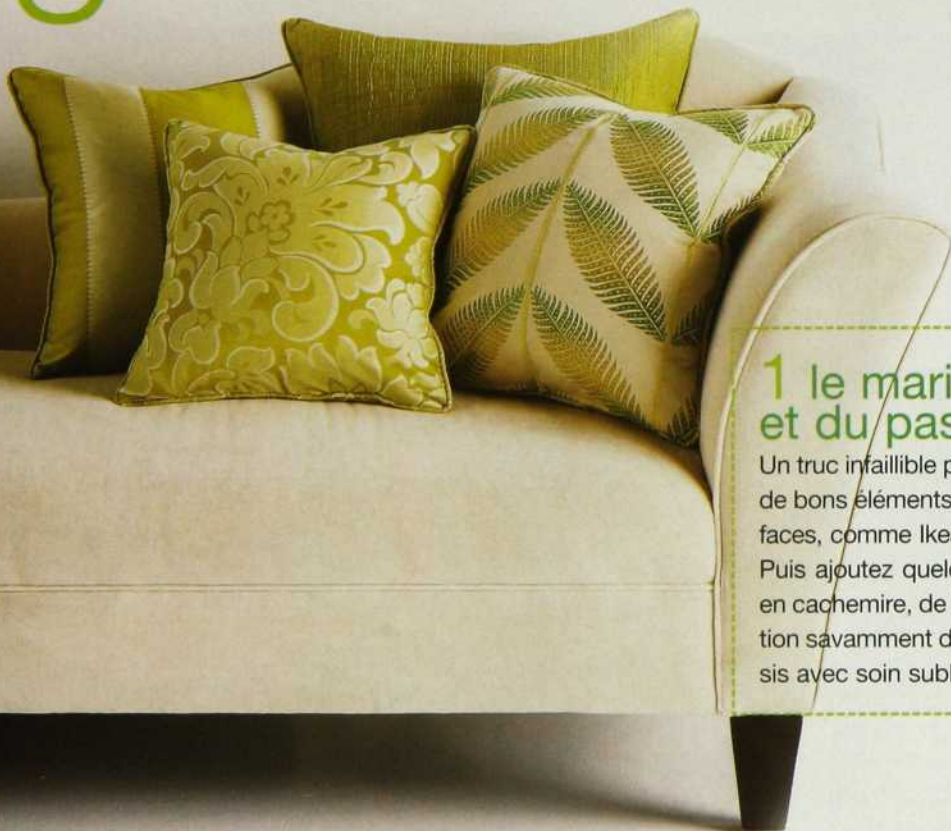 1 le mari
et du pas
Un truc infaillible p
de bons éléments
faces, comme Ike
Puis ajoutez quel
en cachemire, de
tion savamment d
sis avec soin subl